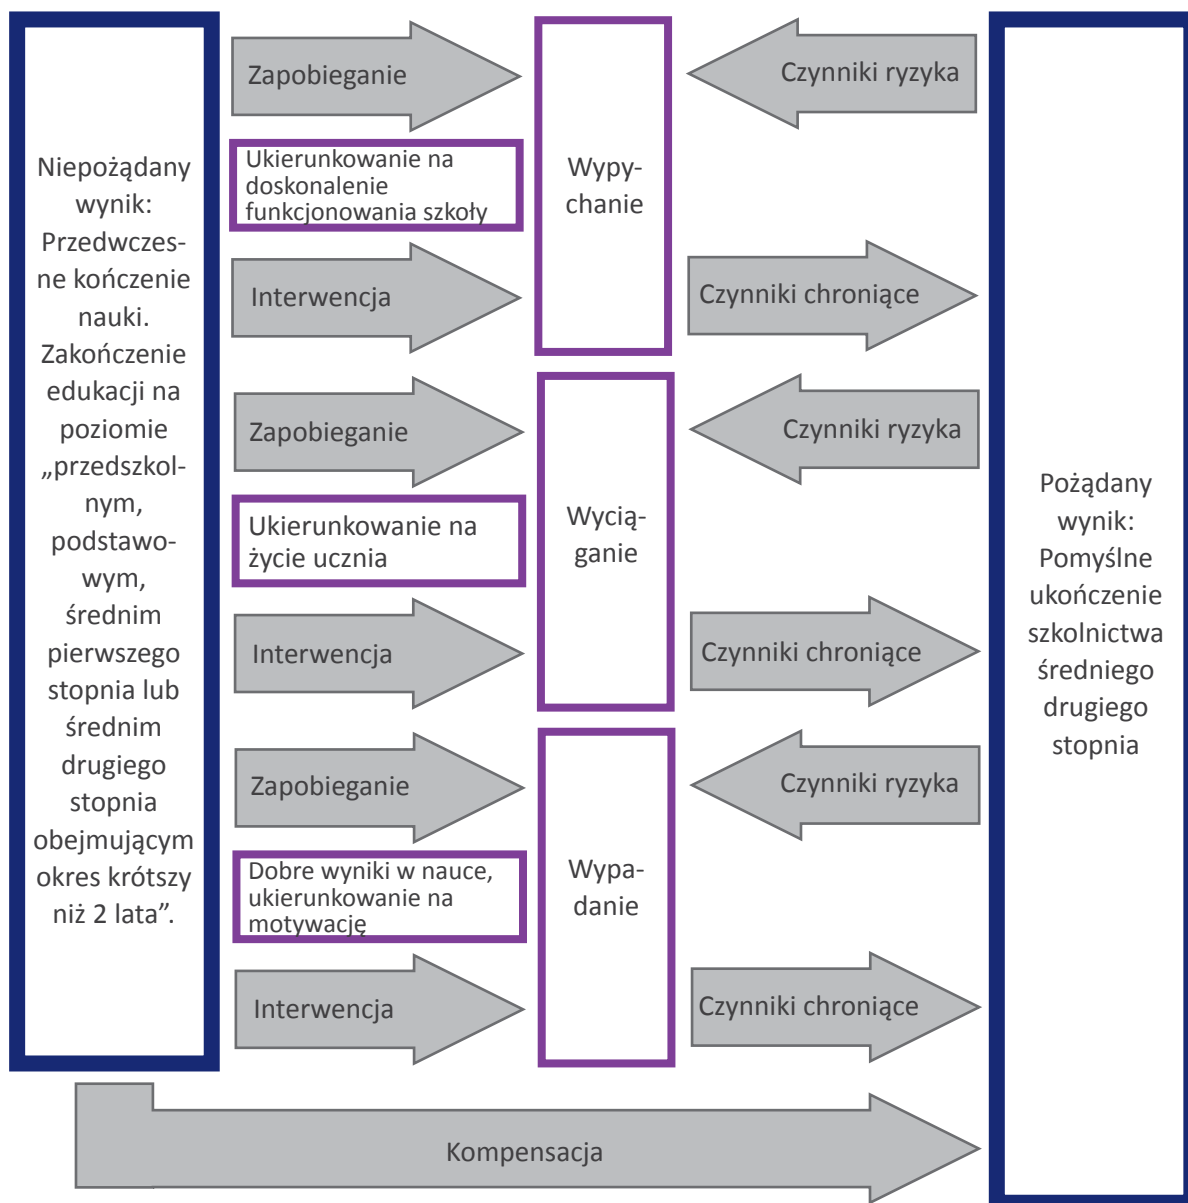 Niepożądany
wynik:
Przedwczes-
ne kończenie
nauki.
Zakończenie
edukacji na
poziomie
„przedszkol-
nym,
podstawo-
wym,
średnim
pierwszego
stopnia lub
średnim
drugiego
stopnia
obejmującym
okres krótszy
niż 2 lata”.
Zapobieganie
Ukierunkowanie na
doskonalenie
funkcjonowania szkoły
Interwencja
Wypy-
chanie
Czynniki ryzyka
Czynniki chroniące
Zapobieganie
Ukierunkowanie na
życie ucznia
Interwencja
Wycią-
ganie
Czynniki ryzyka
Czynniki chroniące
Zapobieganie
Dobre wyniki w nauce,
ukierunkowanie na
motywację
Interwencja
Wypa-
danie
Czynniki ryzyka
Czynniki chroniące
Kompensacja
Pożądany
wynik:
Pomyślne
ukończenie
szkolnictwa
średniego
drugiego
stopnia